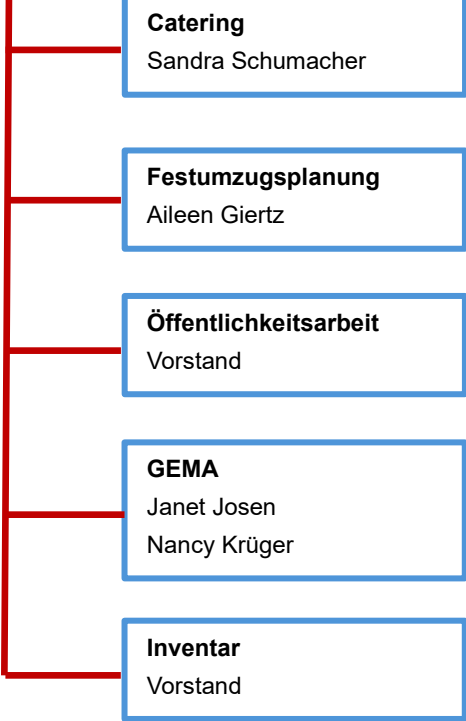 Catering
Sandra Schumacher
Festumzugsplanung
Aileen Giertz
Öffentlichkeitsarbeit
Vorstand
GEMA
Janet Josen
Nancy Krüger
Inventar
Vorstand